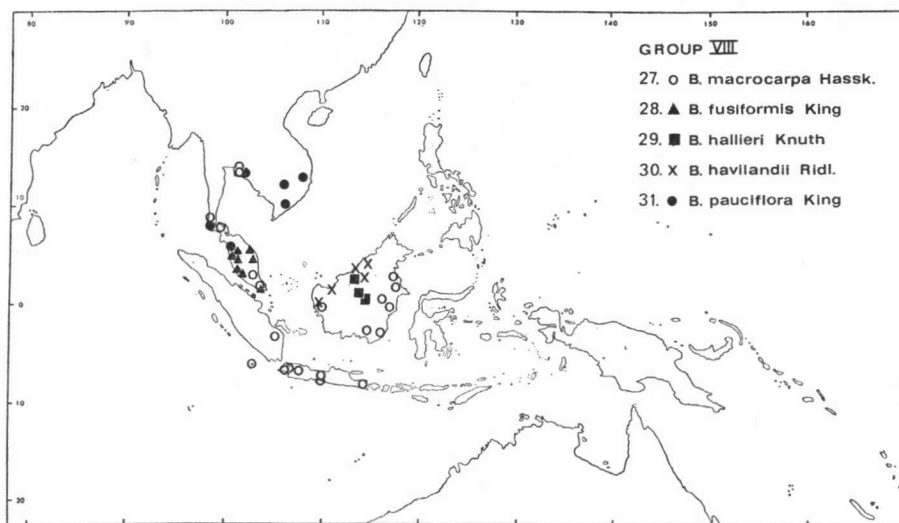 80 90 100 110 120 130 140 150 160
GROUP VIII
27. O B. macrocarpa Hassk.
28. ▲ B. fusiformis King
29. ■ B. hallieri Knuth
30. X B. havilandii Ridl.
31. ● B. pauciflora King
20
10
0
10
20